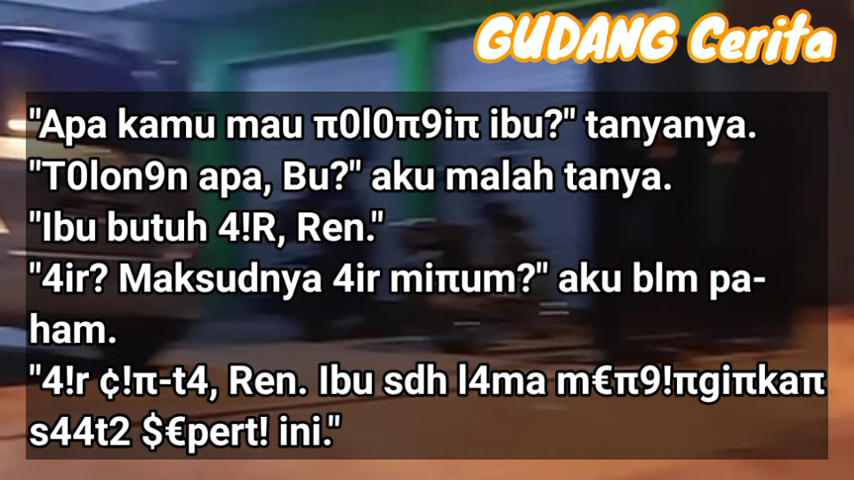 GUDANG Cerita
"Apa kamu mau π0l0π9iπ ibu?" tanyanya.
"T0lon9n apa, Bu?" aku malah tanya.
"Ibu butuh 4!R, Ren."
"4ir? Maksudnya 4ir miπum?" aku blm pa-
ham.
"4!r ¢!π-t4, Ren. Ibu sdh l4ma m€π9!πgiπkaπ
s44t2 $€pert! ini."